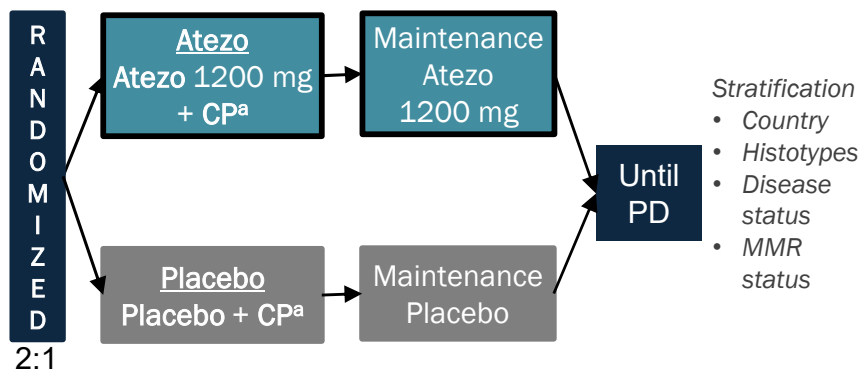 RANDOMIZED
2:1
Atezo
Atezo 1200 mg
+ CPᵃ
Maintenance
Atezo
1200 mg
Placebo
Placebo + CPᵃ
Maintenance
Placebo
Until
PD
Stratification
• Country
• Histotypes
• Disease
status
• MMR
status